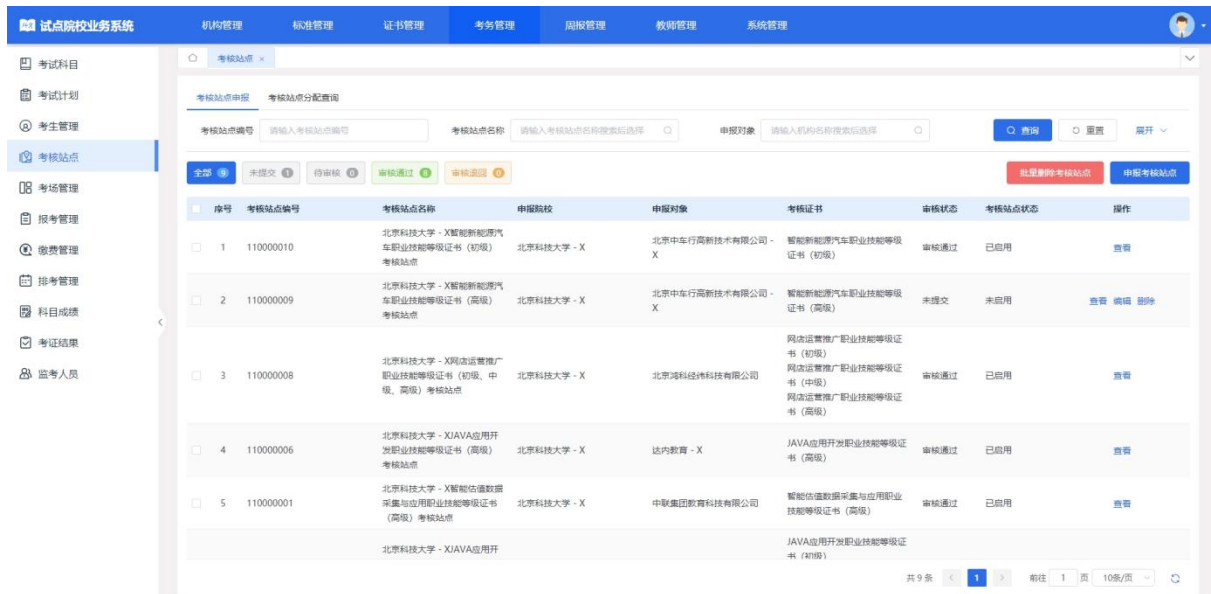 试点院校业务系统 机构管理 标准管理 证书管理 考务管理 周报管理 教师管理 系统管理
考试科目
考试计划
考生管理
考核站点
考场管理
报考管理
缴费管理
排考管理
科目成绩
考证结果
监考人员
考核站点 ×
考核站点申报 考核站点分配查询
考核站点编号 请输入考核站点编号 考核站点名称 请输入考核站点名称搜索后选择 申报对象 请输入机构名称搜索后选择 查询 重置 展开
全部 9 未提交 1 待审核 0 审核通过 8 审核退回 0 批量删除考核站点 申报考核站点
序号 考核站点编号 考核站点名称 申报院校 申报对象 考核证书 审核状态 考核站点状态 操作
1 110000010
北京科技大学 - X智能新能源汽
车职业技能等级证书（初级）
考核站点
北京科技大学 - X
北京中车行高新技术有限公司 -
X
智能新能源汽车职业技能等级
证书（初级）
审核通过 已启用 查看
2 110000009
北京科技大学 - X智能新能源汽
车职业技能等级证书（高级）
考核站点
北京科技大学 - X
北京中车行高新技术有限公司 -
X
智能新能源汽车职业技能等级
证书（高级）
未提交 未启用 查看 编辑 删除
3 110000008
北京科技大学 - X网店运营推广
职业技能等级证书（初级、中
级、高级）考核站点
北京科技大学 - X
北京鸿科经纬科技有限公司
网店运营推广职业技能等级证
书（初级）
网店运营推广职业技能等级证
书（中级）
网店运营推广职业技能等级证
书（高级）
审核通过 已启用 查看
4 110000006
北京科技大学 - XJAVA应用开
发职业技能等级证书（高级）
考核站点
北京科技大学 - X
达内教育 - X
JAVA应用开发职业技能等级证
书（高级）
审核通过 已启用 查看
5 110000001
北京科技大学 - X智能估值数据
采集与应用职业技能等级证书
（高级）考核站点
北京科技大学 - X
中联集团教育科技有限公司
智能估值数据采集与应用职业
技能等级证书（高级）
审核通过 已启用 查看
北京科技大学 - XJAVA应用开
JAVA应用开发职业技能等级证
书（初级）
共 9 条 1 前往 1 页 10条/页